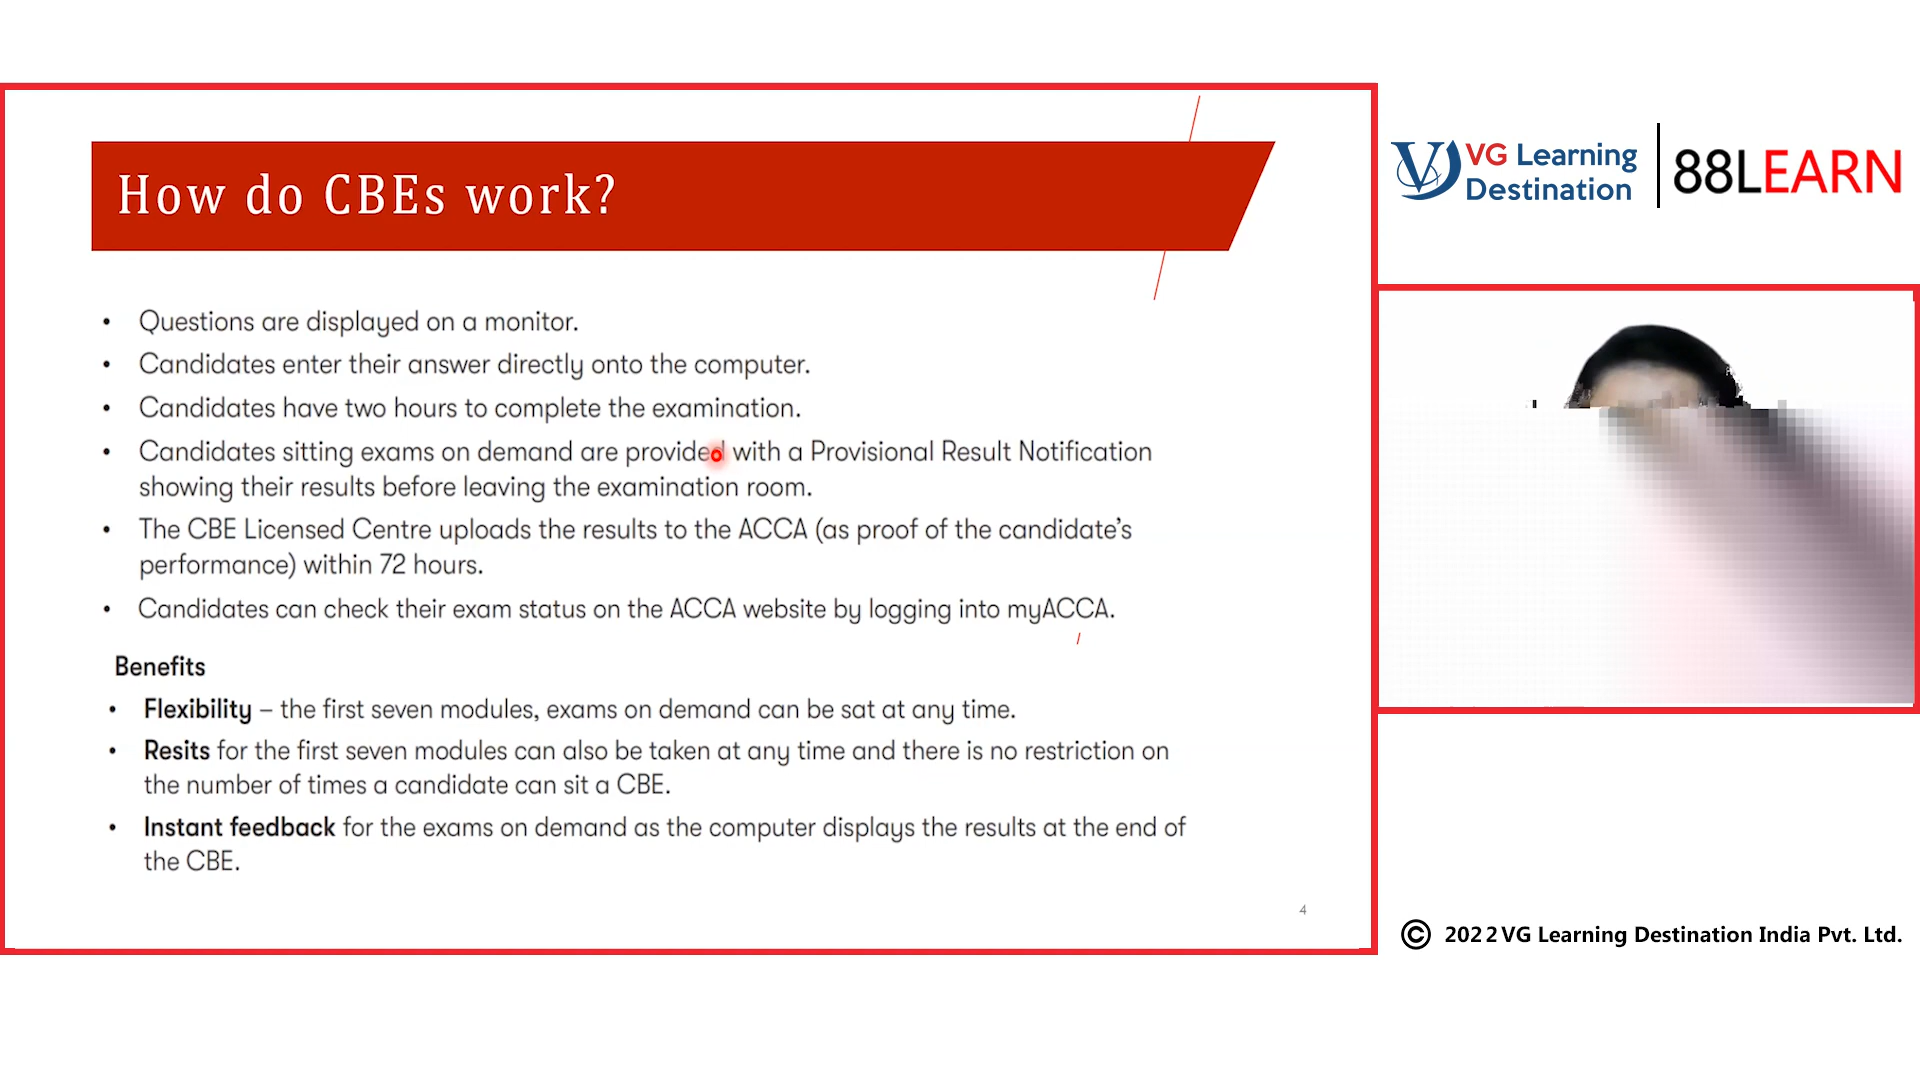 How do CBEs work?
• Questions are displayed on a monitor.
• Candidates enter their answer directly onto the computer.
• Candidates have two hours to complete the examination.
• Candidates sitting exams on demand are provided with a Provisional Result Notification
showing their results before leaving the examination room.
• The CBE Licensed Centre uploads the results to the ACCA (as proof of the candidate's
performance) within 72 hours.
• Candidates can check their exam status on the ACCA website by logging into myACCA.
Benefits
• Flexibility – the first seven modules, exams on demand can be sat at any time.
• Resits for the first seven modules can also be taken at any time and there is no restriction on
the number of times a candidate can sit a CBE.
• Instant feedback for the exams on demand as the computer displays the results at the end of
the CBE.
4
VG Learning
Destination
88LEARN
© 2022 VG Learning Destination India Pvt. Ltd.